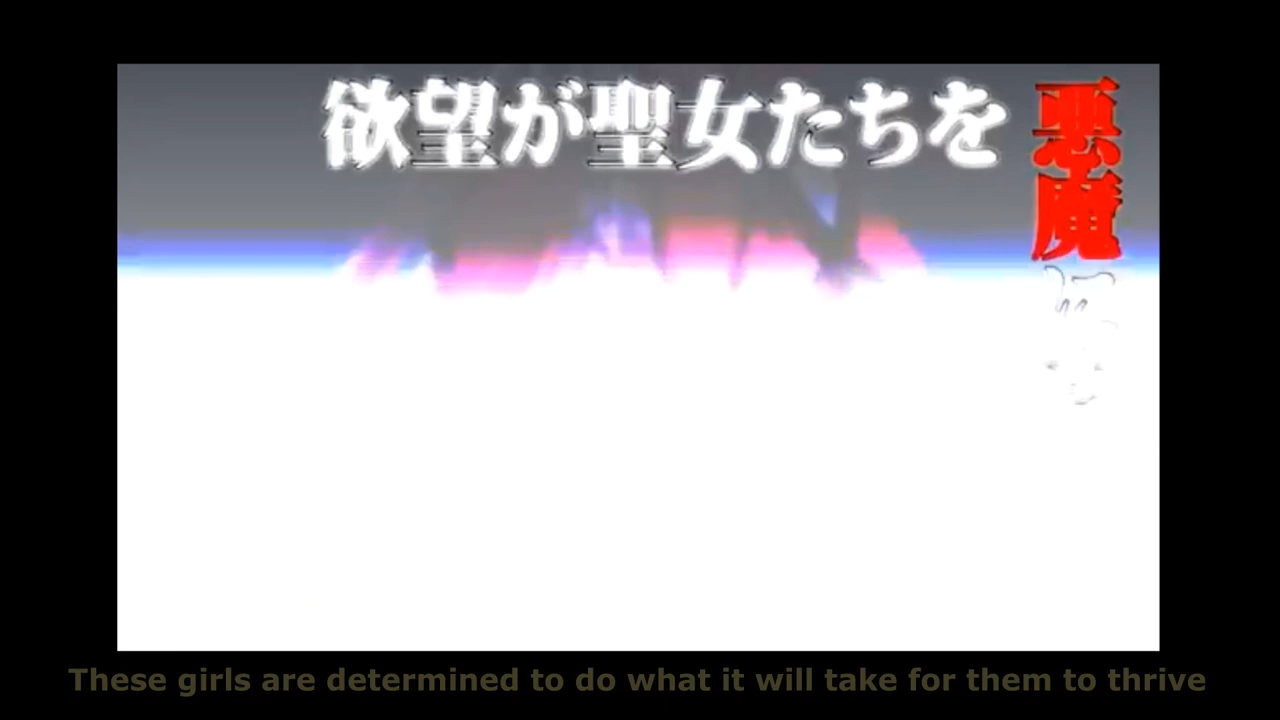 欲望が聖女たちを
悪魔
These girls are determined to do what it will take for them to thrive